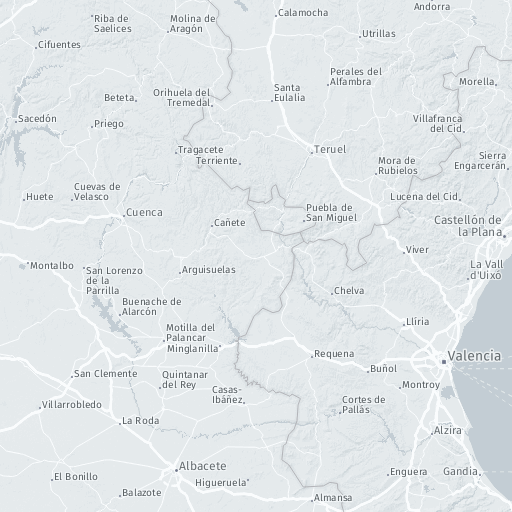 Calamocha
Andorra
Riba de
Saelices
Molina de
Aragón
Utrillas
Cifuentes
Perales del
Alfambra
Morella
Santa
Eulalia
Orihuela del
Tremedal
Beteta
Sacedón
Priego
Villafranca
del Cid
Tragacete
Terriente
Teruel
Mora de
Rubielos
Sierra
Engarcerán
Cuevas de
Velasco
Huete
Lucena del Cid
Cuenca
Puebla de
San Miguel
Cañete
Castellón de
la Plana
Viver
Montalbo
San Lorenzo
de la
Parrilla
Arguisuelas
La Vall
d'Uixó
Chelva
Buenache de
Alarcón
Motilla del
Palancar
Minglanilla
Llíria
Requena
Valencia
Buñol
San Clemente
Quintanar
del Rey
Montroy
Casas-
Ibáñez
Cortes de
Pallás
Villarrobledo
La Roda
Alzira
Albacete
El Bonillo
Higueruela
Enguera
Gandia
Balazote
Almansa